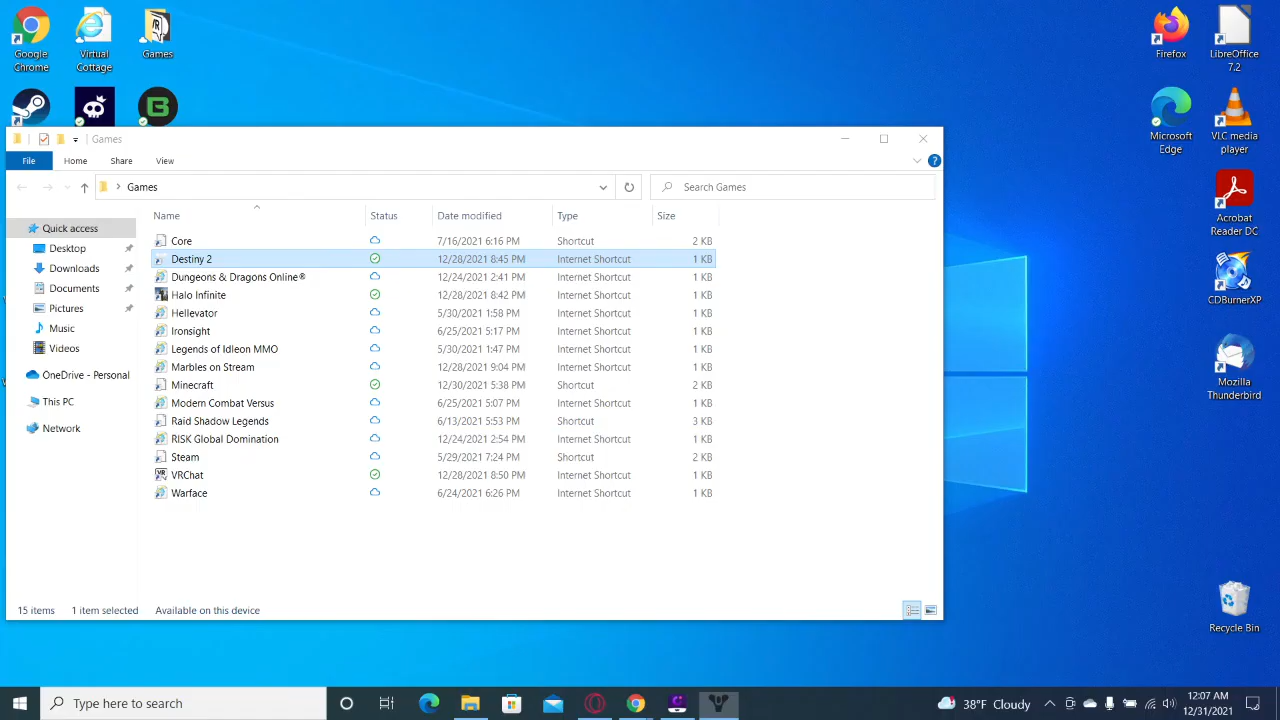 Google
Chrome
Virtual
Cottage
Games
Firefox
LibreOffice
7.2
Microsoft
Edge
VLC media
player
Acrobat
Reader DC
CDBurnerXP
Mozilla
Thunderbird
Recycle Bin
Games
File Home Share View
Games
Search Games
Name Status Date modified Type Size
Quick access
Desktop
Downloads
Documents
Pictures
Music
Videos
OneDrive - Personal
This PC
Network
Core 7/16/2021 6:16 PM Shortcut 2 KB
Destiny 2 12/28/2021 8:45 PM Internet Shortcut 1 KB
Dungeons & Dragons Online® 12/24/2021 2:41 PM Internet Shortcut 1 KB
Halo Infinite 12/28/2021 8:42 PM Internet Shortcut 1 KB
Hellevator 5/30/2021 1:58 PM Internet Shortcut 1 KB
Ironsight 6/25/2021 5:17 PM Internet Shortcut 1 KB
Legends of Idleon MMO 5/30/2021 1:47 PM Internet Shortcut 1 KB
Marbles on Stream 12/28/2021 9:04 PM Internet Shortcut 1 KB
Minecraft 12/30/2021 5:38 PM Shortcut 2 KB
Modern Combat Versus 6/25/2021 5:07 PM Internet Shortcut 1 KB
Raid Shadow Legends 6/13/2021 5:53 PM Shortcut 3 KB
RISK Global Domination 12/24/2021 2:54 PM Internet Shortcut 1 KB
Steam 5/29/2021 7:24 PM Shortcut 2 KB
VRChat 12/28/2021 8:50 PM Internet Shortcut 1 KB
Warface 6/24/2021 6:26 PM Internet Shortcut 1 KB
15 items 1 item selected Available on this device
Type here to search
38°F Cloudy
12:07 AM
12/31/2021